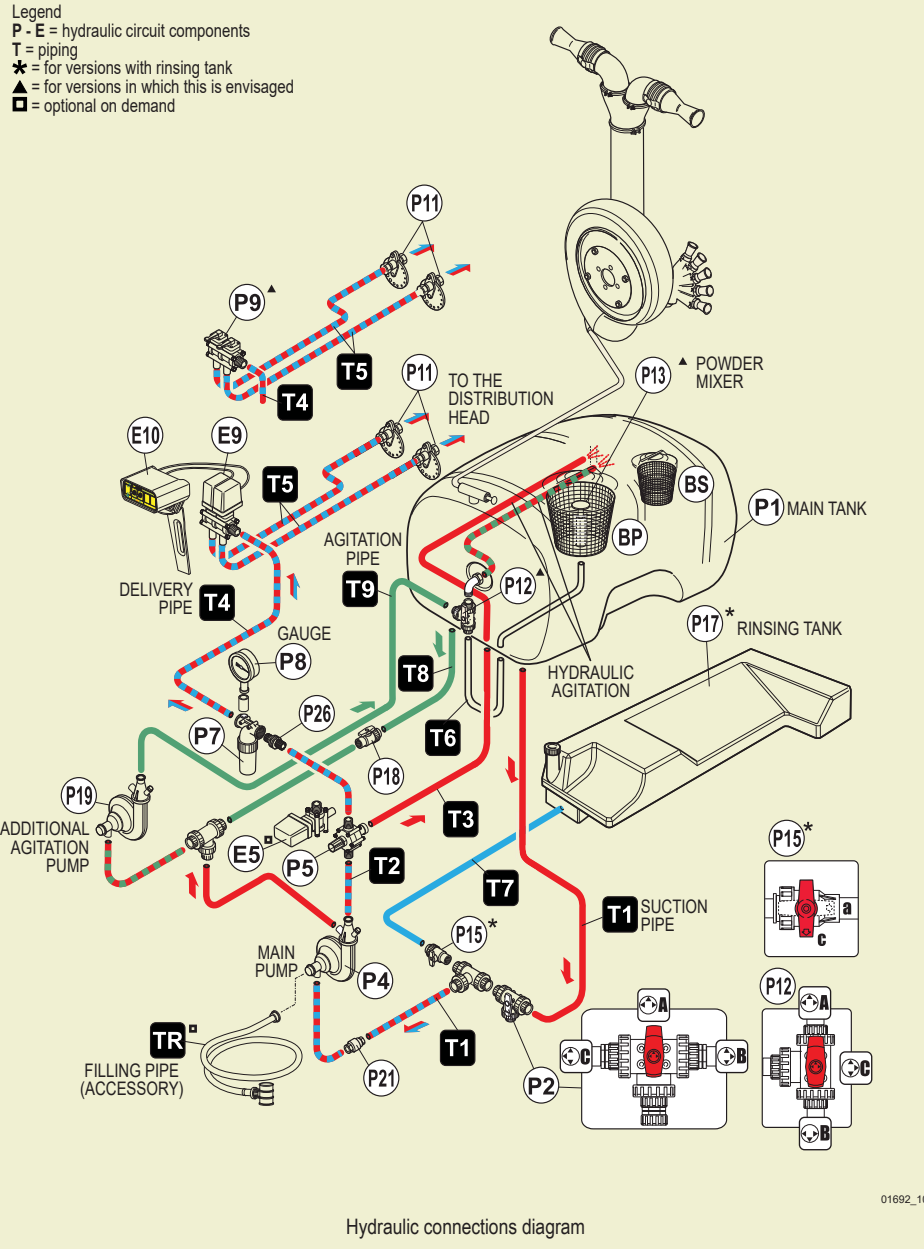 Legend
P - E = hydraulic circuit components
T = piping
* = for versions with rinsing tank
▲ = for versions in which this is envisaged
◘ = optional on demand
P11
P9 ▲
T5
T4
P11
TO THE
DISTRIBUTION
HEAD
P13 ▲ POWDER
MIXER
E10
E9
T5
BS
BP
P1 MAIN TANK
AGITATION
PIPE
T9
P12 ▲
DELIVERY
PIPE
T4
P17 * RINSING TANK
GAUGE
P8
T8
HYDRAULIC
AGITATION
P26
T6
P7
P18
P19
T3
ADDITIONAL
AGITATION
PUMP
E5
P5
T2
P15 *
a
c
T7
T1 SUCTION
PIPE
P15 *
MAIN
PUMP
P4
P12
A
C
B
TR
FILLING PIPE
(ACCESSORY)
T1
P21
P2
A
C
B
01692_10
Hydraulic connections diagram